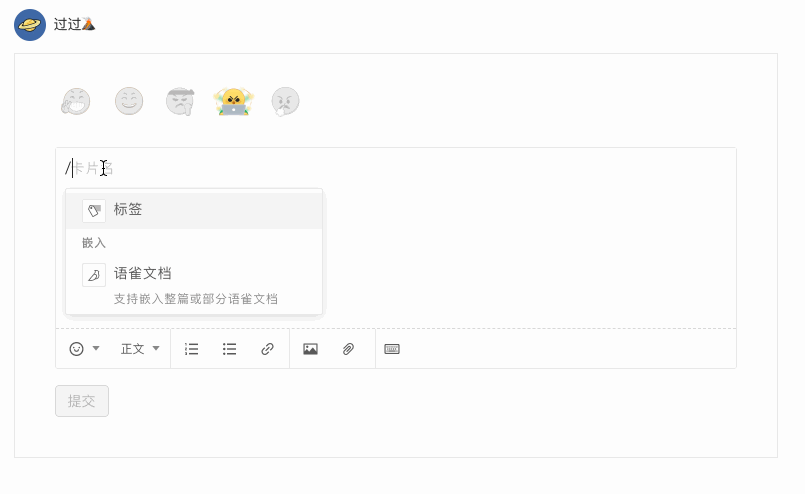 过过🌋
/卡片名
标签
嵌入
语雀文档
支持嵌入整篇或部分语雀文档
正文
提交